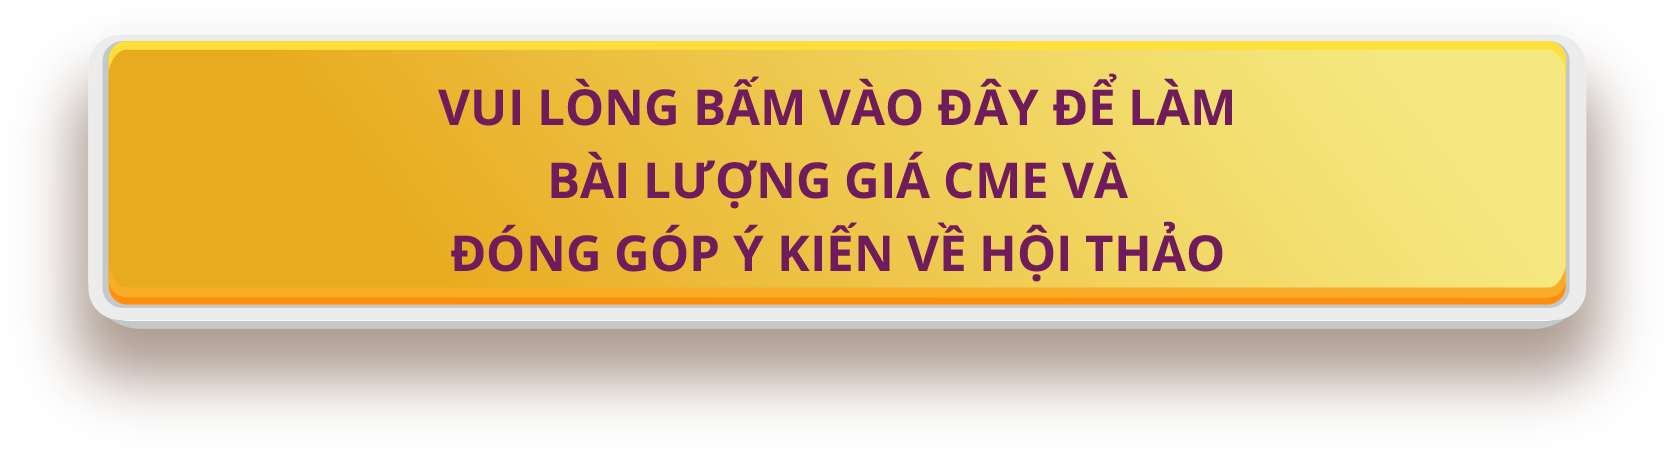 VUI LÒNG BẤM VÀO ĐÂY ĐỂ LÀM
BÀI LƯỢNG GIÁ CME VÀ
ĐÓNG GÓP Ý KIẾN VỀ HỘI THẢO